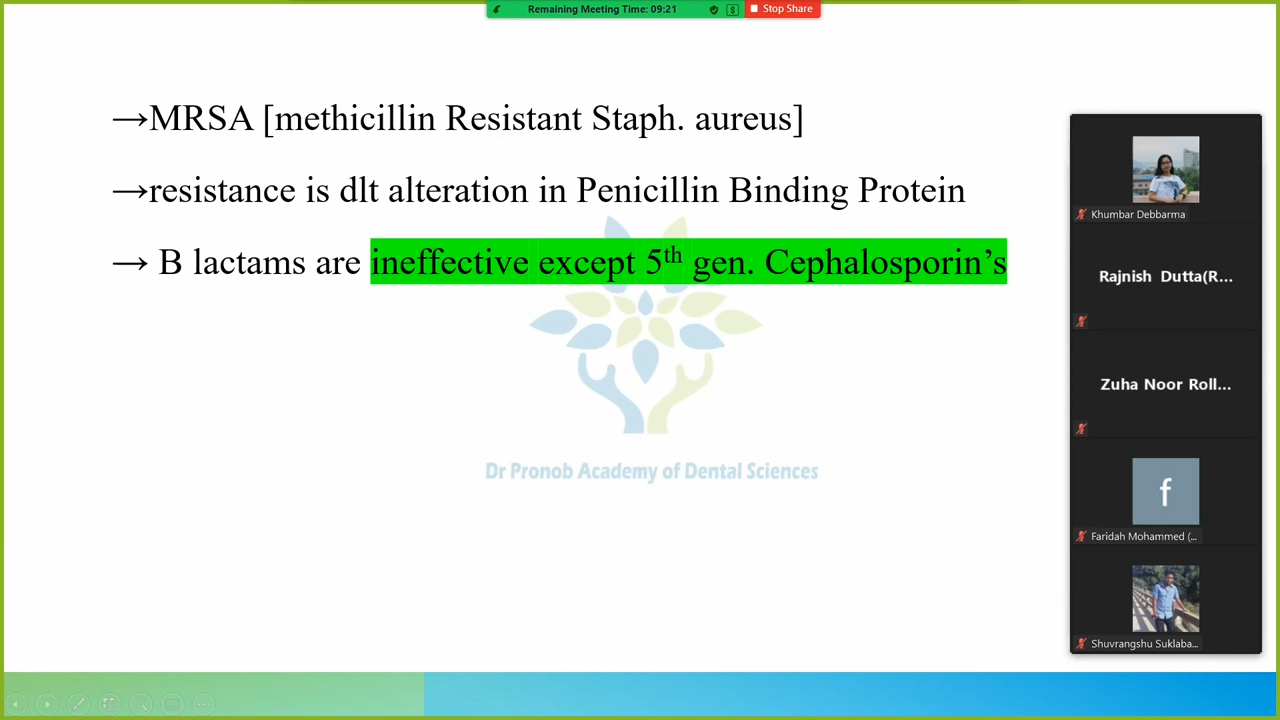 Remaining Meeting Time: 09:21
Stop Share
→MRSA [methicillin Resistant Staph. aureus]
→resistance is dlt alteration in Penicillin Binding Protein
→ B lactams are ineffective except 5th gen. Cephalosporin’s
Dr Pronob Academy of Dental Sciences
Khumbar Debbarma
Rajnish Dutta(R...
Zuha Noor Roll...
f
Faridah Mohammed (...
Shuvrangshu Suklaba...